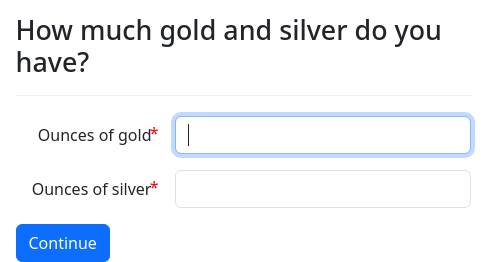 How much gold and silver do you
have?
Ounces of gold*
Ounces of silver*
Continue